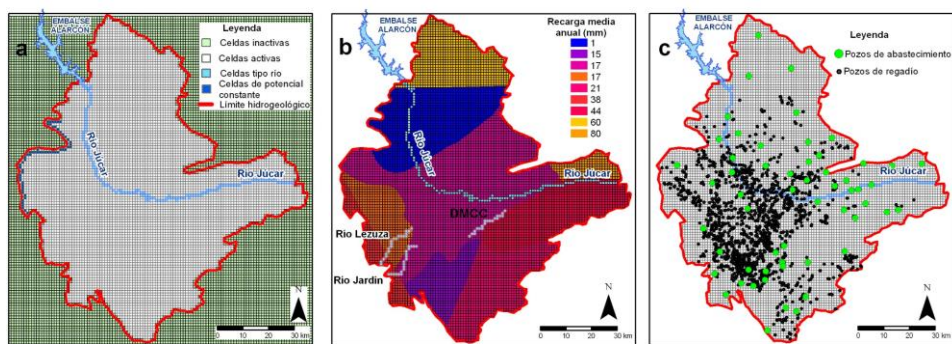 a
EMBALSE
ALARCÓN
Leyenda
Celdas inactivas
Celdas activas
Celdas tipo río
Celdas de potencial
constante
Límite hidrogeológico
Río Júcar
Río Júcar
N
0 10 20 30 km
b
EMBALSE
ALARCÓN
Recarga media
anual (mm)
1
15
17
17
21
38
44
60
80
Río Júcar
Río Júcar
DMCC
Río Lezuza
Río Jardín
N
0 10 20 30 km
c
EMBALSE
ALARCÓN
Leyenda
Pozos de abastecimiento
Pozos de regadío
Río Júcar
N
0 10 20 30 km